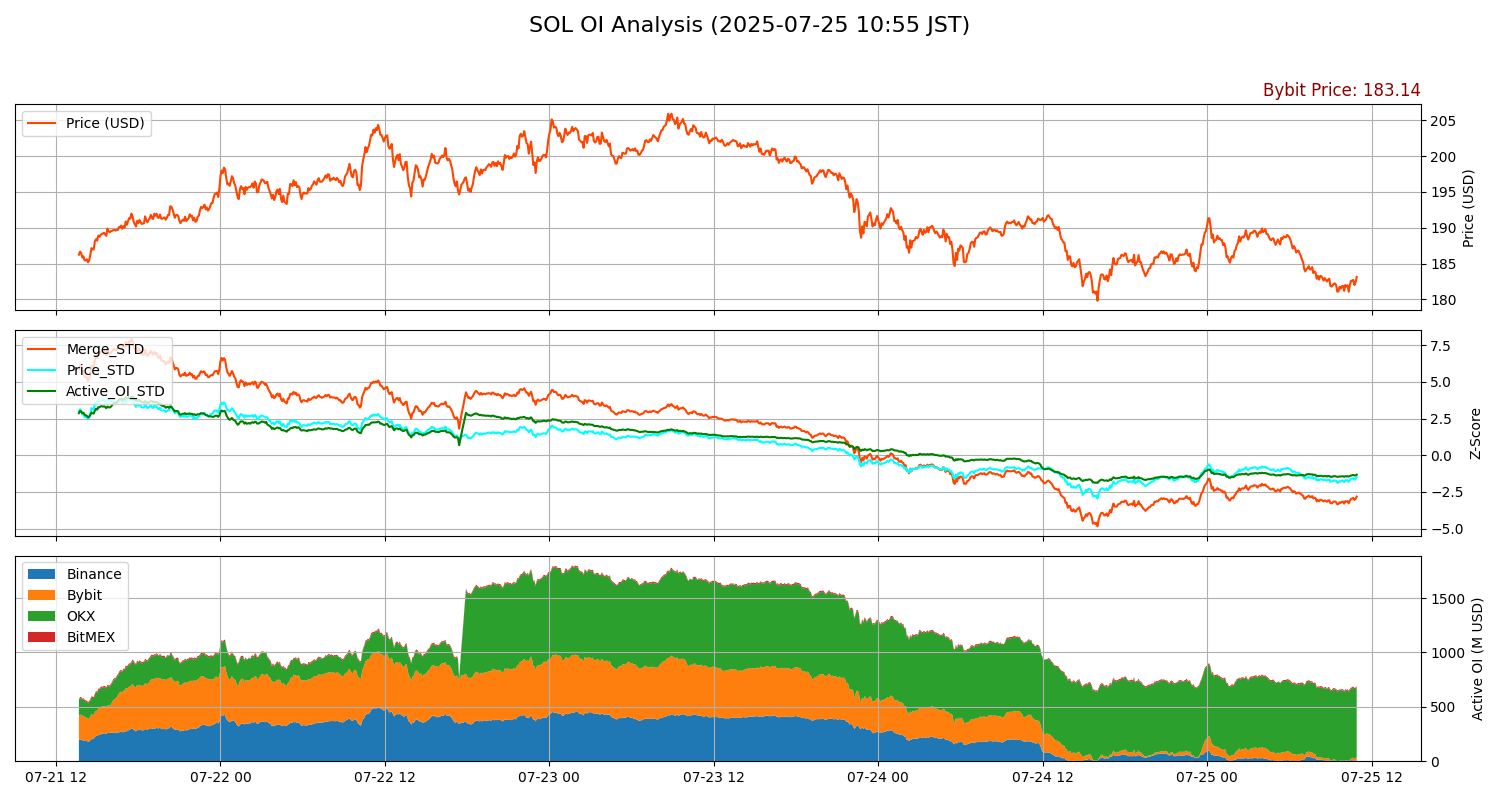 SOL OI Analysis (2025-07-25 10:55 JST)
Bybit Price: 183.14
Price (USD)
205
200
195
190
185
180
Price (USD)
Merge_STD
Price_STD
Active_OI_STD
7.5
5.0
2.5
0.0
−2.5
−5.0
Z-Score
Binance
Bybit
OKX
BitMEX
1500
1000
500
0
Active OI (M USD)
07-21 12
07-22 00
07-22 12
07-23 00
07-23 12
07-24 00
07-24 12
07-25 00
07-25 12